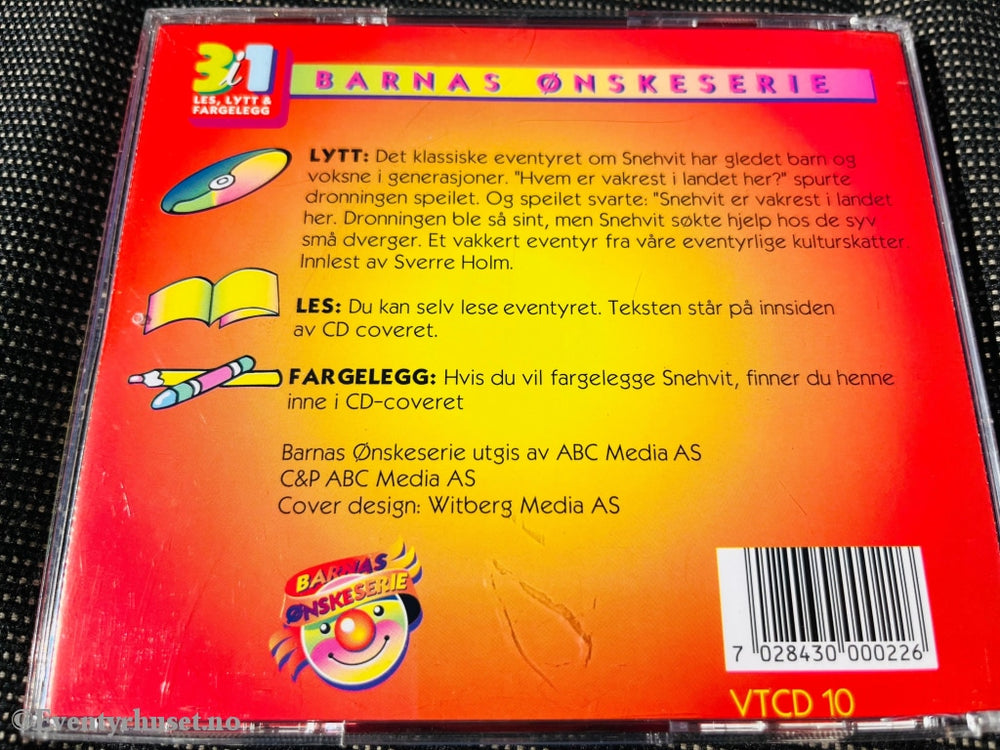 3i1
LES, LYTT &
FARGELEGG
BARNAS ØNSKESERIE
LYTT: Det klassiske eventyret om Snehvit har gledet barn og
voksne i generasjoner. "Hvem er vakrest i landet her?" spurte
dronningen speilet. Og speilet svarte: "Snehvit er vakrest i landet
her. Dronningen ble så sint, men Snehvit søkte hjelp hos de syv
små dverger. Et vakkert eventyr fra våre eventyrlige kulturskatter
Innlest av Sverre Holm.
LES: Du kan selv lese eventyret. Teksten står på innsiden
av CD coveret.
FARGELEGG: Hvis du vil fargelegge Snehvit, finner du henne
inne i CD-coveret
Barnas Ønskeserie utgis av ABC Media AS
C&P ABC Media AS
Cover design: Witberg Media AS
BARNAS
ØNSKESERIE
7 028430 000226
VTCD 10
©Eventyrhuset.no